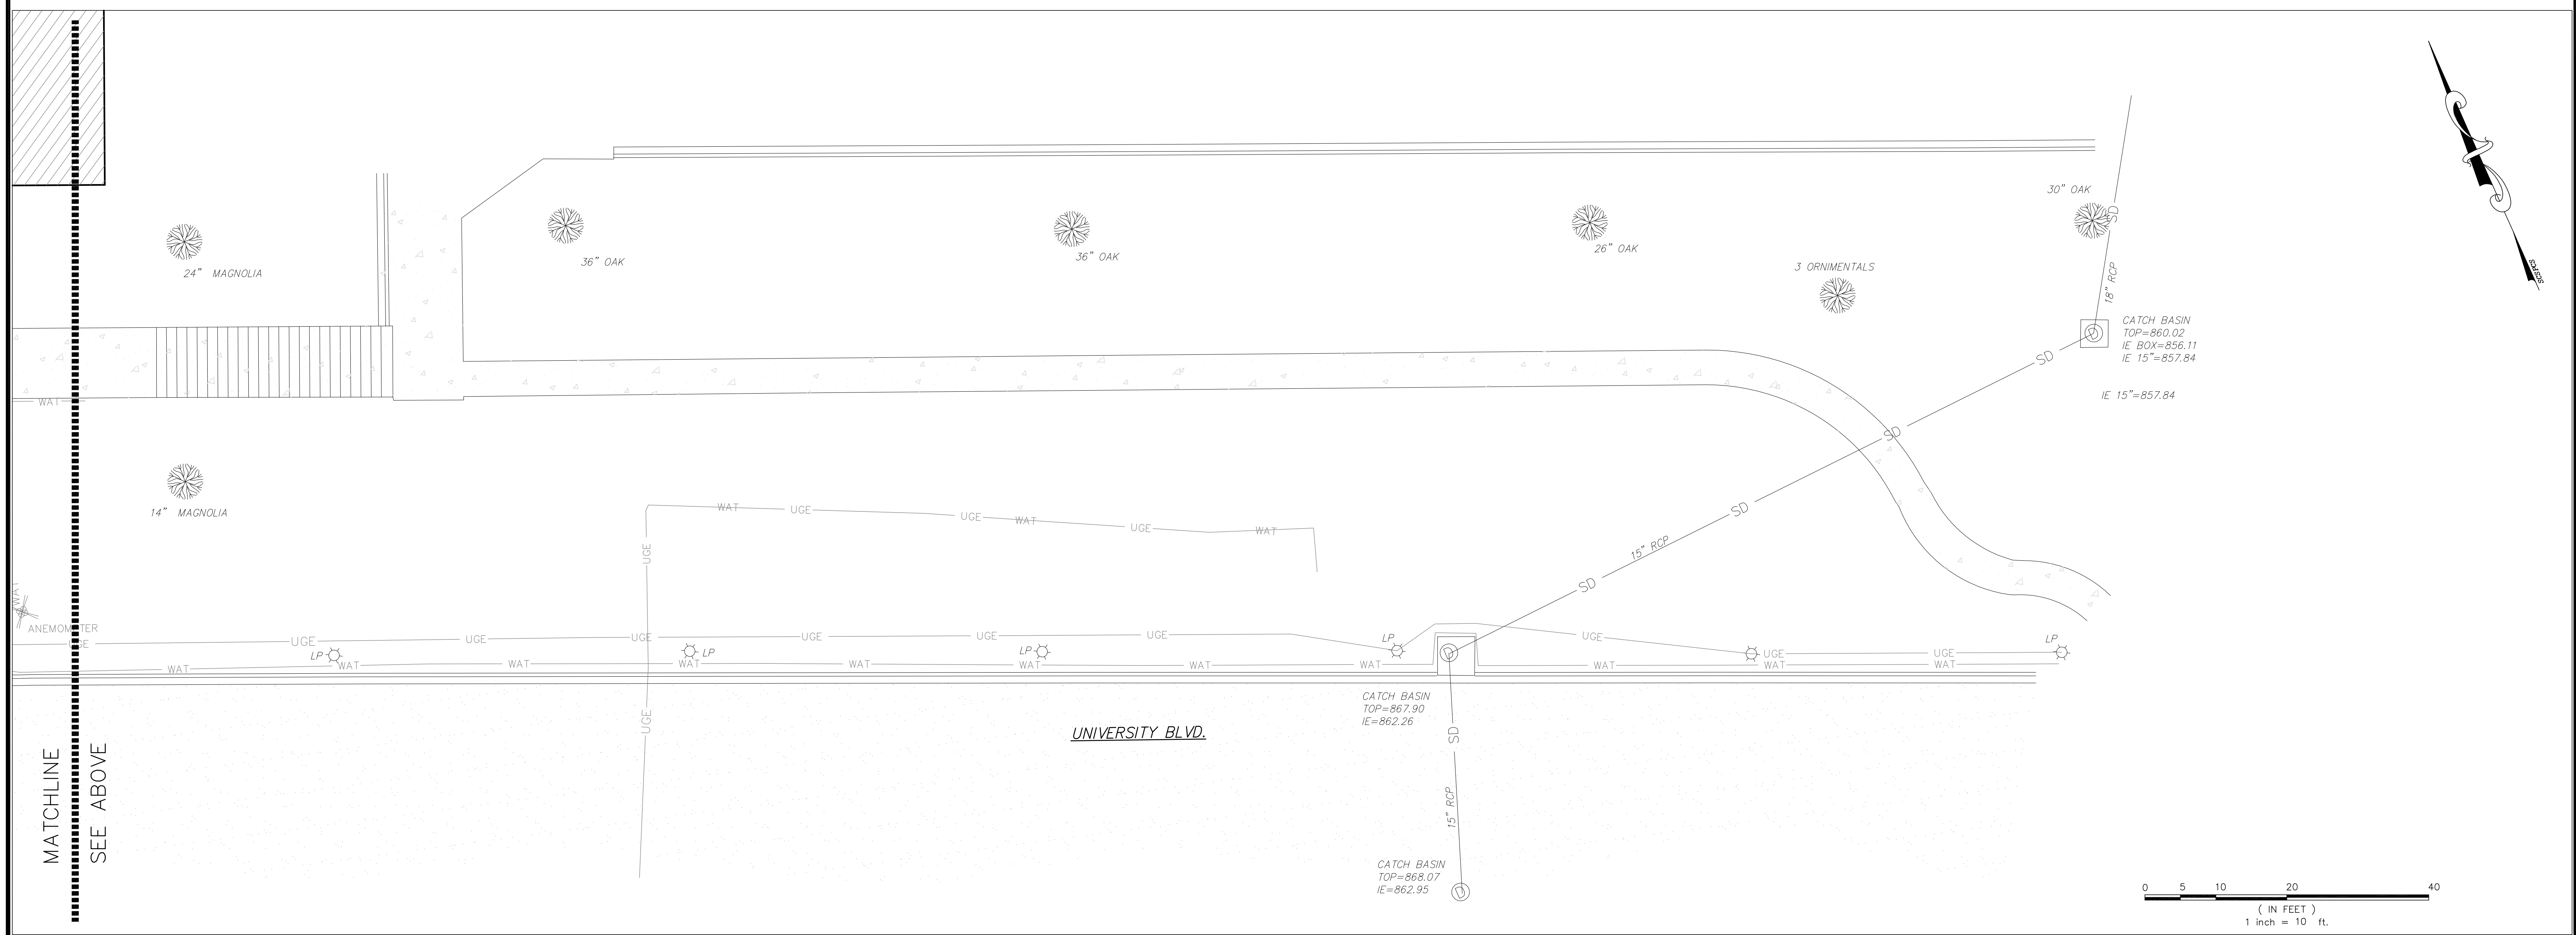 30" OAK
SD
24" MAGNOLIA
36" OAK
36" OAK
26" OAK
3 ORNIMENTALS
18" RCP
SCSPCS
D
CATCH BASIN
TOP=860.02
IE BOX=856.11
IE 15"=857.84
SD
IE 15"=857.84
WAT
SD
14" MAGNOLIA
WAT
UGE
UGE
WAT
UGE
WAT
SD
UGE
15" RCP
SD
WAT
ANEMOMETER
UGE
UGE
UGE
UGE
UGE
UGE
UGE
LP
UGE
LP
LP
LP
LP
D
UGE
UGE
UGE
WAT
WAT
WAT
WAT
WAT
WAT
WAT
WAT
WAT
WAT
WAT
CATCH BASIN
TOP=867.90
IE=862.26
UGE
UNIVERSITY BLVD.
SD
MATCHLINE
SEE ABOVE
15" RCP
CATCH BASIN
TOP=868.07
IE=862.95
D
0 5 10 20 40
( IN FEET )
1 inch = 10 ft.